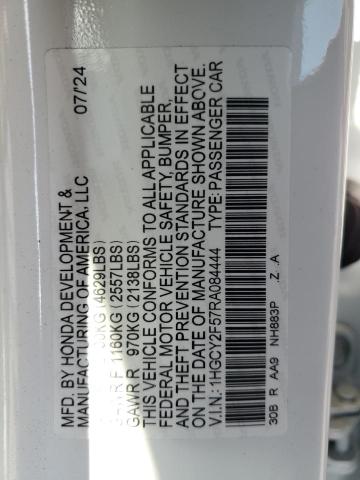 MFD. BY HONDA DEVELOPMENT &
MANUFACTURING OF AMERICA, LLC 07/24
(4629LBS)
F 1160KG (2557LBS)
GAWR R 970KG (2138LBS)
THIS VEHICLE CONFORMS TO ALL APPLICABLE
FEDERAL MOTOR VEHICLE SAFETY, BUMPER,
AND THEFT PREVENTION STANDARDS IN EFFECT
ON THE DATE OF MANUFACTURE SHOWN ABOVE.
V.I.N.: 1HGCY2F57RA084444 TYPE: PASSENGER CAR
30B R AA9 NH883P .Z .A